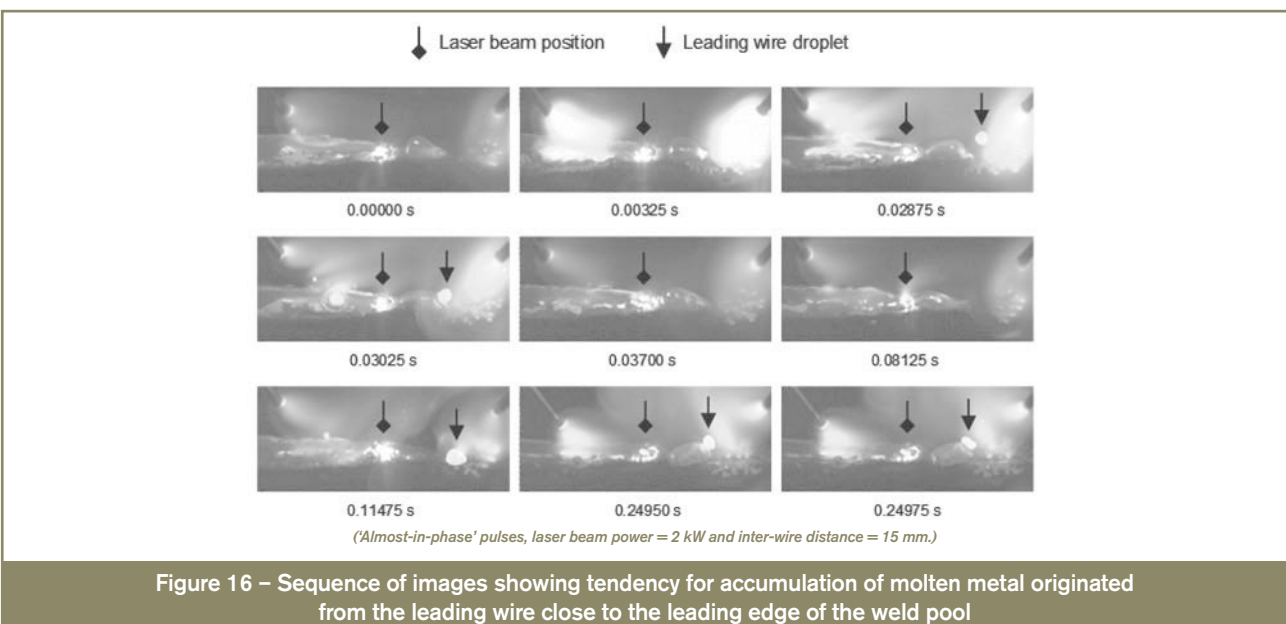 Laser beam position Leading wire droplet
0.00000 s 0.00325 s 0.02875 s
0.03025 s 0.03700 s 0.08125 s
0.11475 s 0.24950 s 0.24975 s
('Almost-in-phase' pulses, laser beam power = 2 kW and inter-wire distance = 15 mm.)
Figure 16 – Sequence of images showing tendency for accumulation of molten metal originated
from the leading wire close to the leading edge of the weld pool